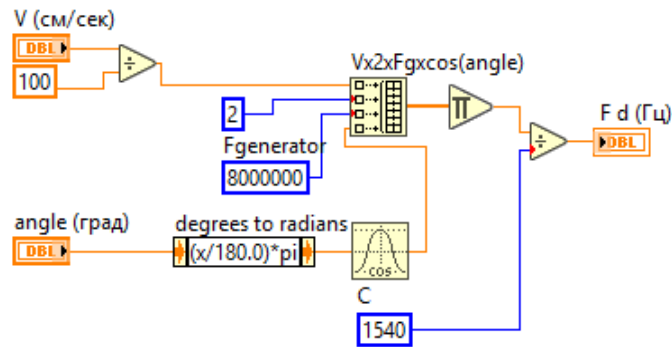 V (см/сек)
DBL
÷
100
Vx2xFgxcos(angle)
2
Π
F d (Гц)
÷
DBL
Fgenerator
8000000
angle (град)
degrees to radians
DBL
(x/180.0)*pi
cos
C
1540